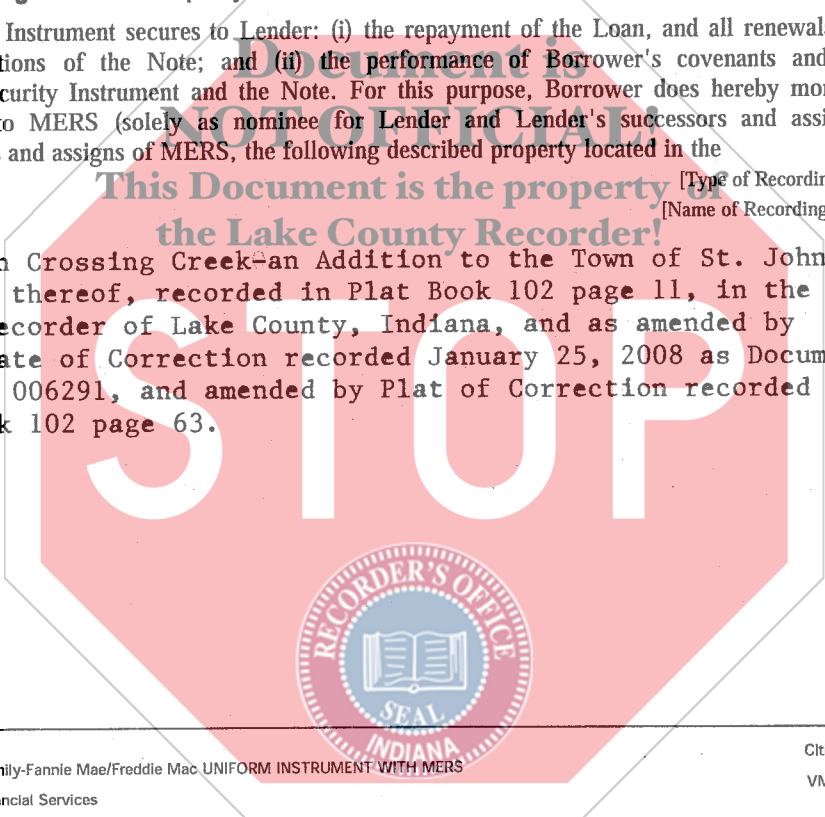 Instrument secures to Lender: (i) the repayment of the Loan, and all renewal
tions of the Note; and (ii) the performance of Borrower's covenants and
curity Instrument and the Note. For this purpose, Borrower does hereby mor
to MERS (solely as nominee for Lender and Lender's successors and assi
and assigns of MERS, the following described property located in the
[Type of Recordin
[Name of Recording
Document is
NOT OFFICIAL!
This Document is the property of
the Lake County Recorder!
n Crossing Creek-an Addition to the Town of St. John
thereof, recorded in Plat Book 102 page 11, in the
ecorder of Lake County, Indiana, and as amended by
ate of Correction recorded January 25, 2008 as Docum
006291, and amended by Plat of Correction recorded
k 102 page 63.
STOP
RECORDER'S OFFICE
SEAL
INDIANA
nily-Fannie Mae/Freddie Mac UNIFORM INSTRUMENT WITH MERS
ncial Services
Cit
VM